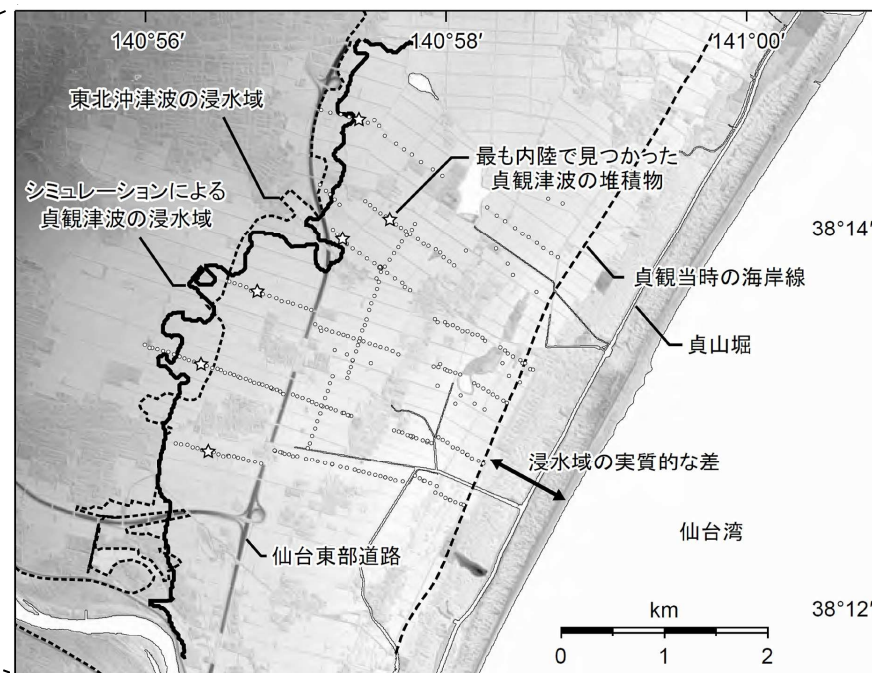 140°56′
140°58′
141°00′
東北沖津波の浸水域
最も内陸で見つかった
貞観津波の堆積物
シミュレーションによる
貞観津波の浸水域
38°14′
貞観当時の海岸線
貞山堀
浸水域の実質的な差
仙台湾
仙台東部道路
38°12′
km
0 1 2